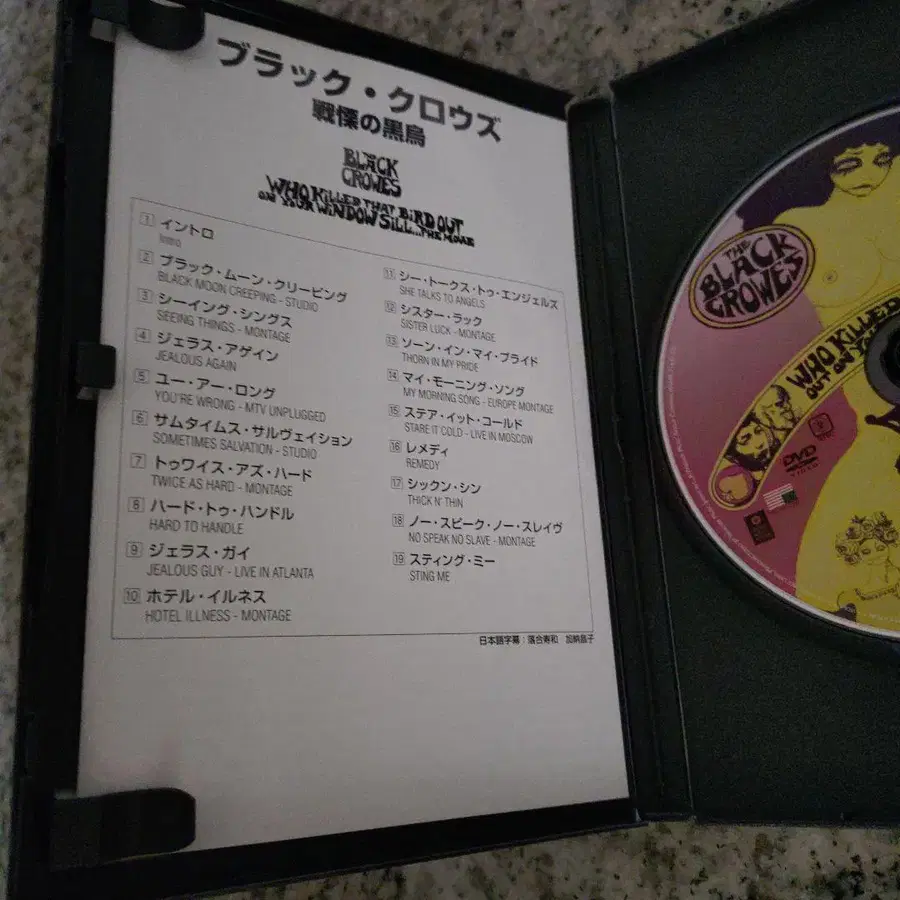 ブラック・クロウズ
戦慄の黒鳥
BLACK
CROWES
WHO KILLED THAT BIRD OUT
ON YOUR WINDOW SILL...THE MOVIE
1 イントロ
Intro
2 ブラック・ムーン・クリーピング
BLACK MOON CREEPING - STUDIO
3 シーイング・シングス
SEEING THINGS - MONTAGE
4 ジェラス・アゲイン
JEALOUS AGAIN
5 ユー・アー・ロング
YOU'RE WRONG - MTV UNPLUGGED
6 サムタイムス・サルヴェイション
SOMETIMES SALVATION - STUDIO
7 トゥワイス・アズ・ハード
TWICE AS HARD - MONTAGE
8 ハード・トゥ・ハンドル
HARD TO HANDLE
9 ジェラス・ガイ
JEALOUS GUY - LIVE IN ATLANTA
10 ホテル・イルネス
HOTEL ILLNESS - MONTAGE
11 シー・トークス・トゥ・エンジェルズ
SHE TALKS TO ANGELS
12 シスター・ラック
SISTER LUCK - MONTAGE
13 ソーン・イン・マイ・プライド
THORN IN MY PRIDE
14 マイ・モーニング・ソング
MY MORNING SONG - EUROPE MONTAGE
15 ステア・イット・コールド
STARE IT COLD - LIVE IN MOSCOW
16 レメディ
REMEDY
17 シックン・シン
THICK N' THIN
18 ノー・スピーク・ノー・スレイヴ
NO SPEAK NO SLAVE - MONTAGE
19 スティング・ミー
STING ME
日本語字幕：落合寿和
THE
BLACK
CROWES
WHO KILLED
OUT ON
DVD
VIDEO